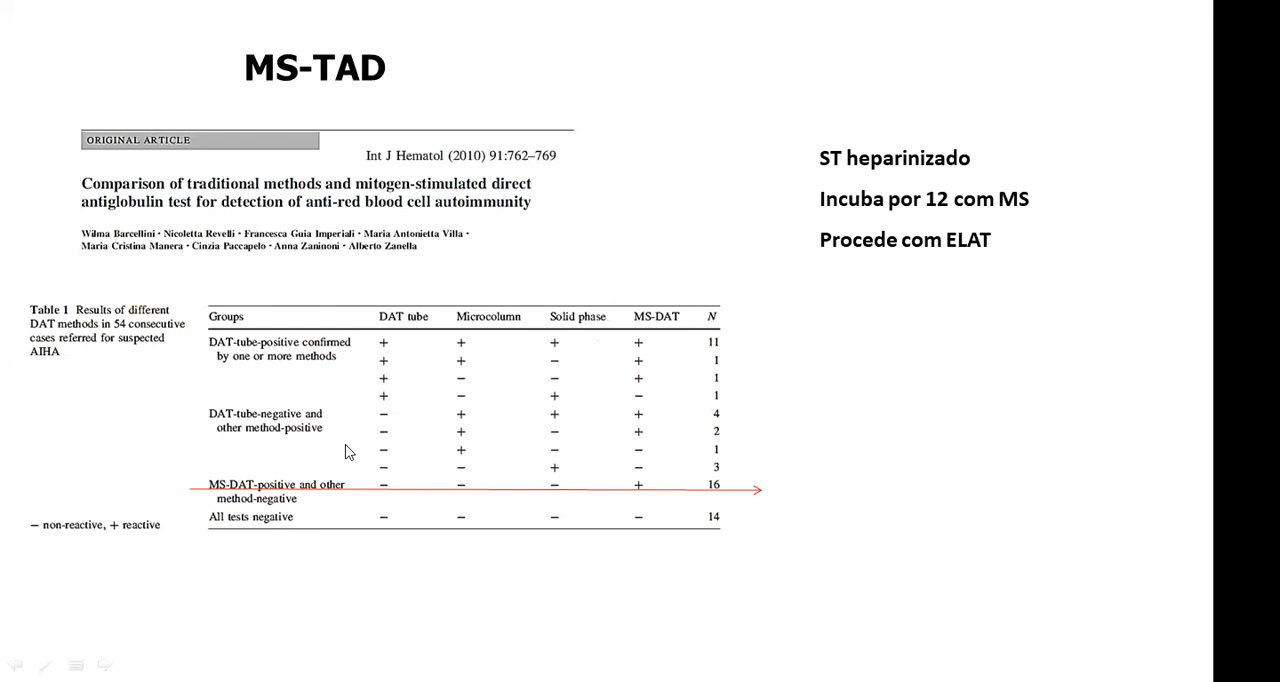 MS-TAD
ORIGINAL ARTICLE
Int J Hematol (2010) 91:762–769
Comparison of traditional methods and mitogen-stimulated direct
antiglobulin test for detection of anti-red blood cell autoimmunity
Wilma Barcellini · Nicoletta Revelli · Francesca Guia Imperiali · Maria Antonietta Villa ·
Maria Cristina Manera · Cinzia Paccapelo · Anna Zaninoni · Alberto Zanella
ST heparinizado
Incuba por 12 com MS
Procede com ELAT
Table 1 Results of different
DAT methods in 54 consecutive
cases referred for suspected
AIHA
Groups DAT tube Microcolumn Solid phase MS-DAT N
DAT-tube-positive confirmed + + + + 11
by one or more methods + + − + 1
+ − − + 1
+ − + − 1
DAT-tube-negative and − + + + 4
other method-positive − + − + 2
− + − − 1
− − + − 3
MS-DAT-positive and other − − − + 16
method-negative
All tests negative − − − − 14
− non-reactive, + reactive